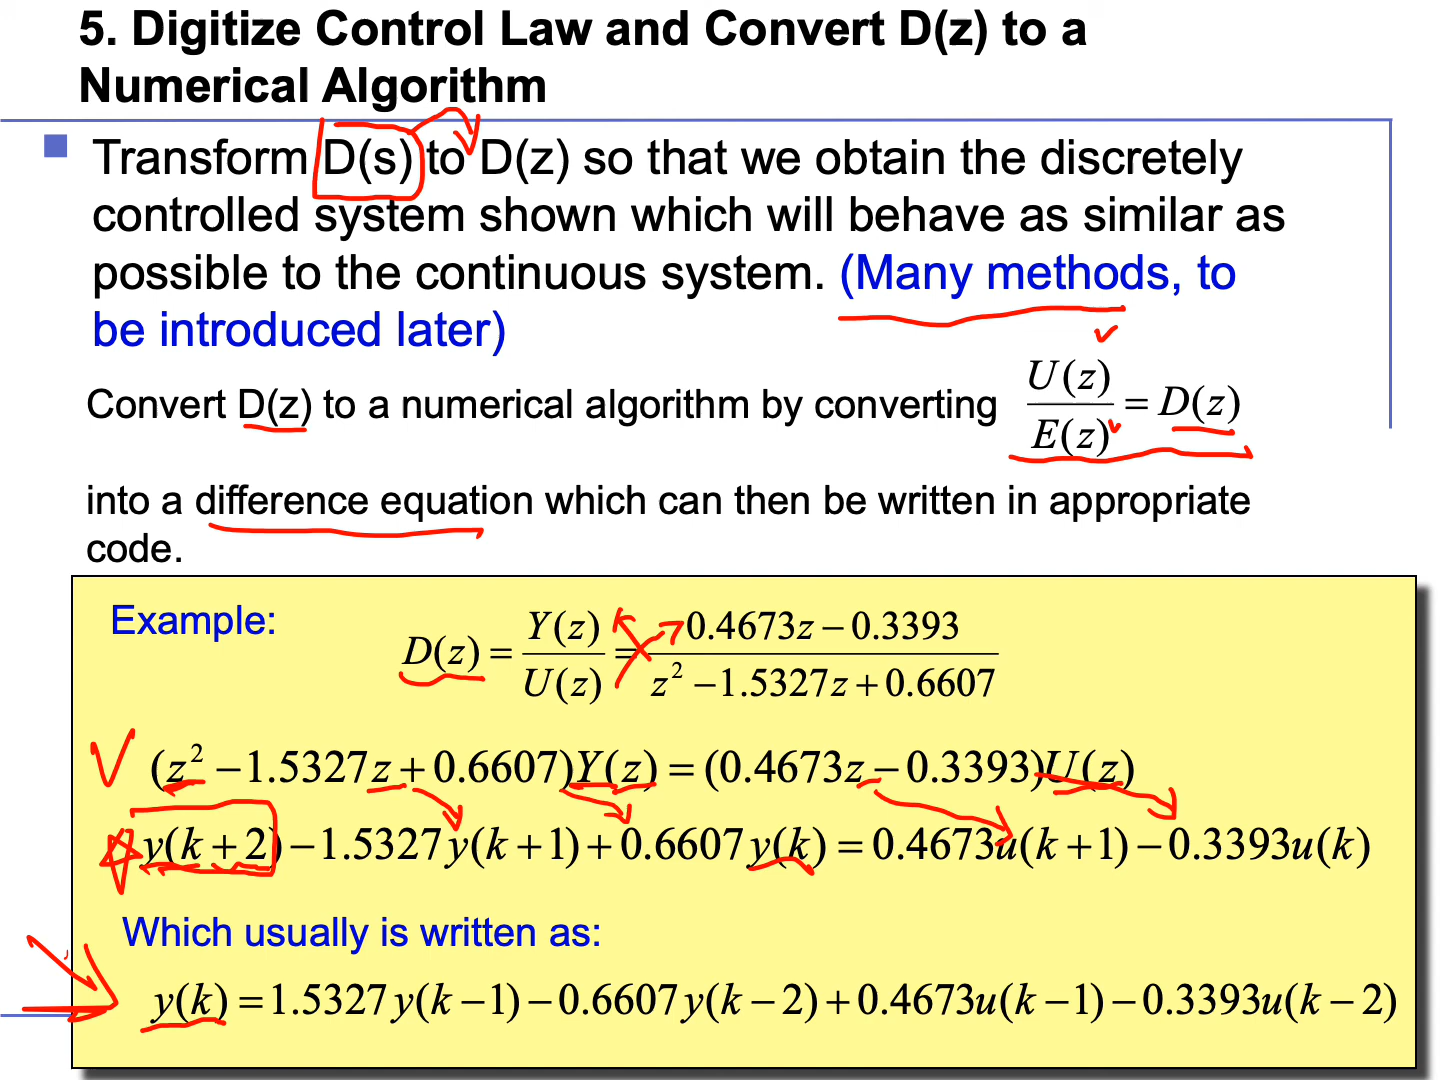 5. Digitize Control Law and Convert D(z) to a
Numerical Algorithm
Transform D(s) to D(z) so that we obtain the discretely
controlled system shown which will behave as similar as
possible to the continuous system. (Many methods, to
be introduced later)
Convert D(z) to a numerical algorithm by converting U(z)/E(z) = D(z)
into a difference equation which can then be written in appropriate
code.
Example:
D(z) = Y(z)/U(z) = (0.4673z − 0.3393)/(z² − 1.5327z + 0.6607)
(z² − 1.5327z + 0.6607)Y(z) = (0.4673z − 0.3393)U(z)
y(k + 2) − 1.5327y(k + 1) + 0.6607y(k) = 0.4673u(k + 1) − 0.3393u(k)
Which usually is written as:
y(k) = 1.5327y(k − 1) − 0.6607y(k − 2) + 0.4673u(k − 1) − 0.3393u(k − 2)